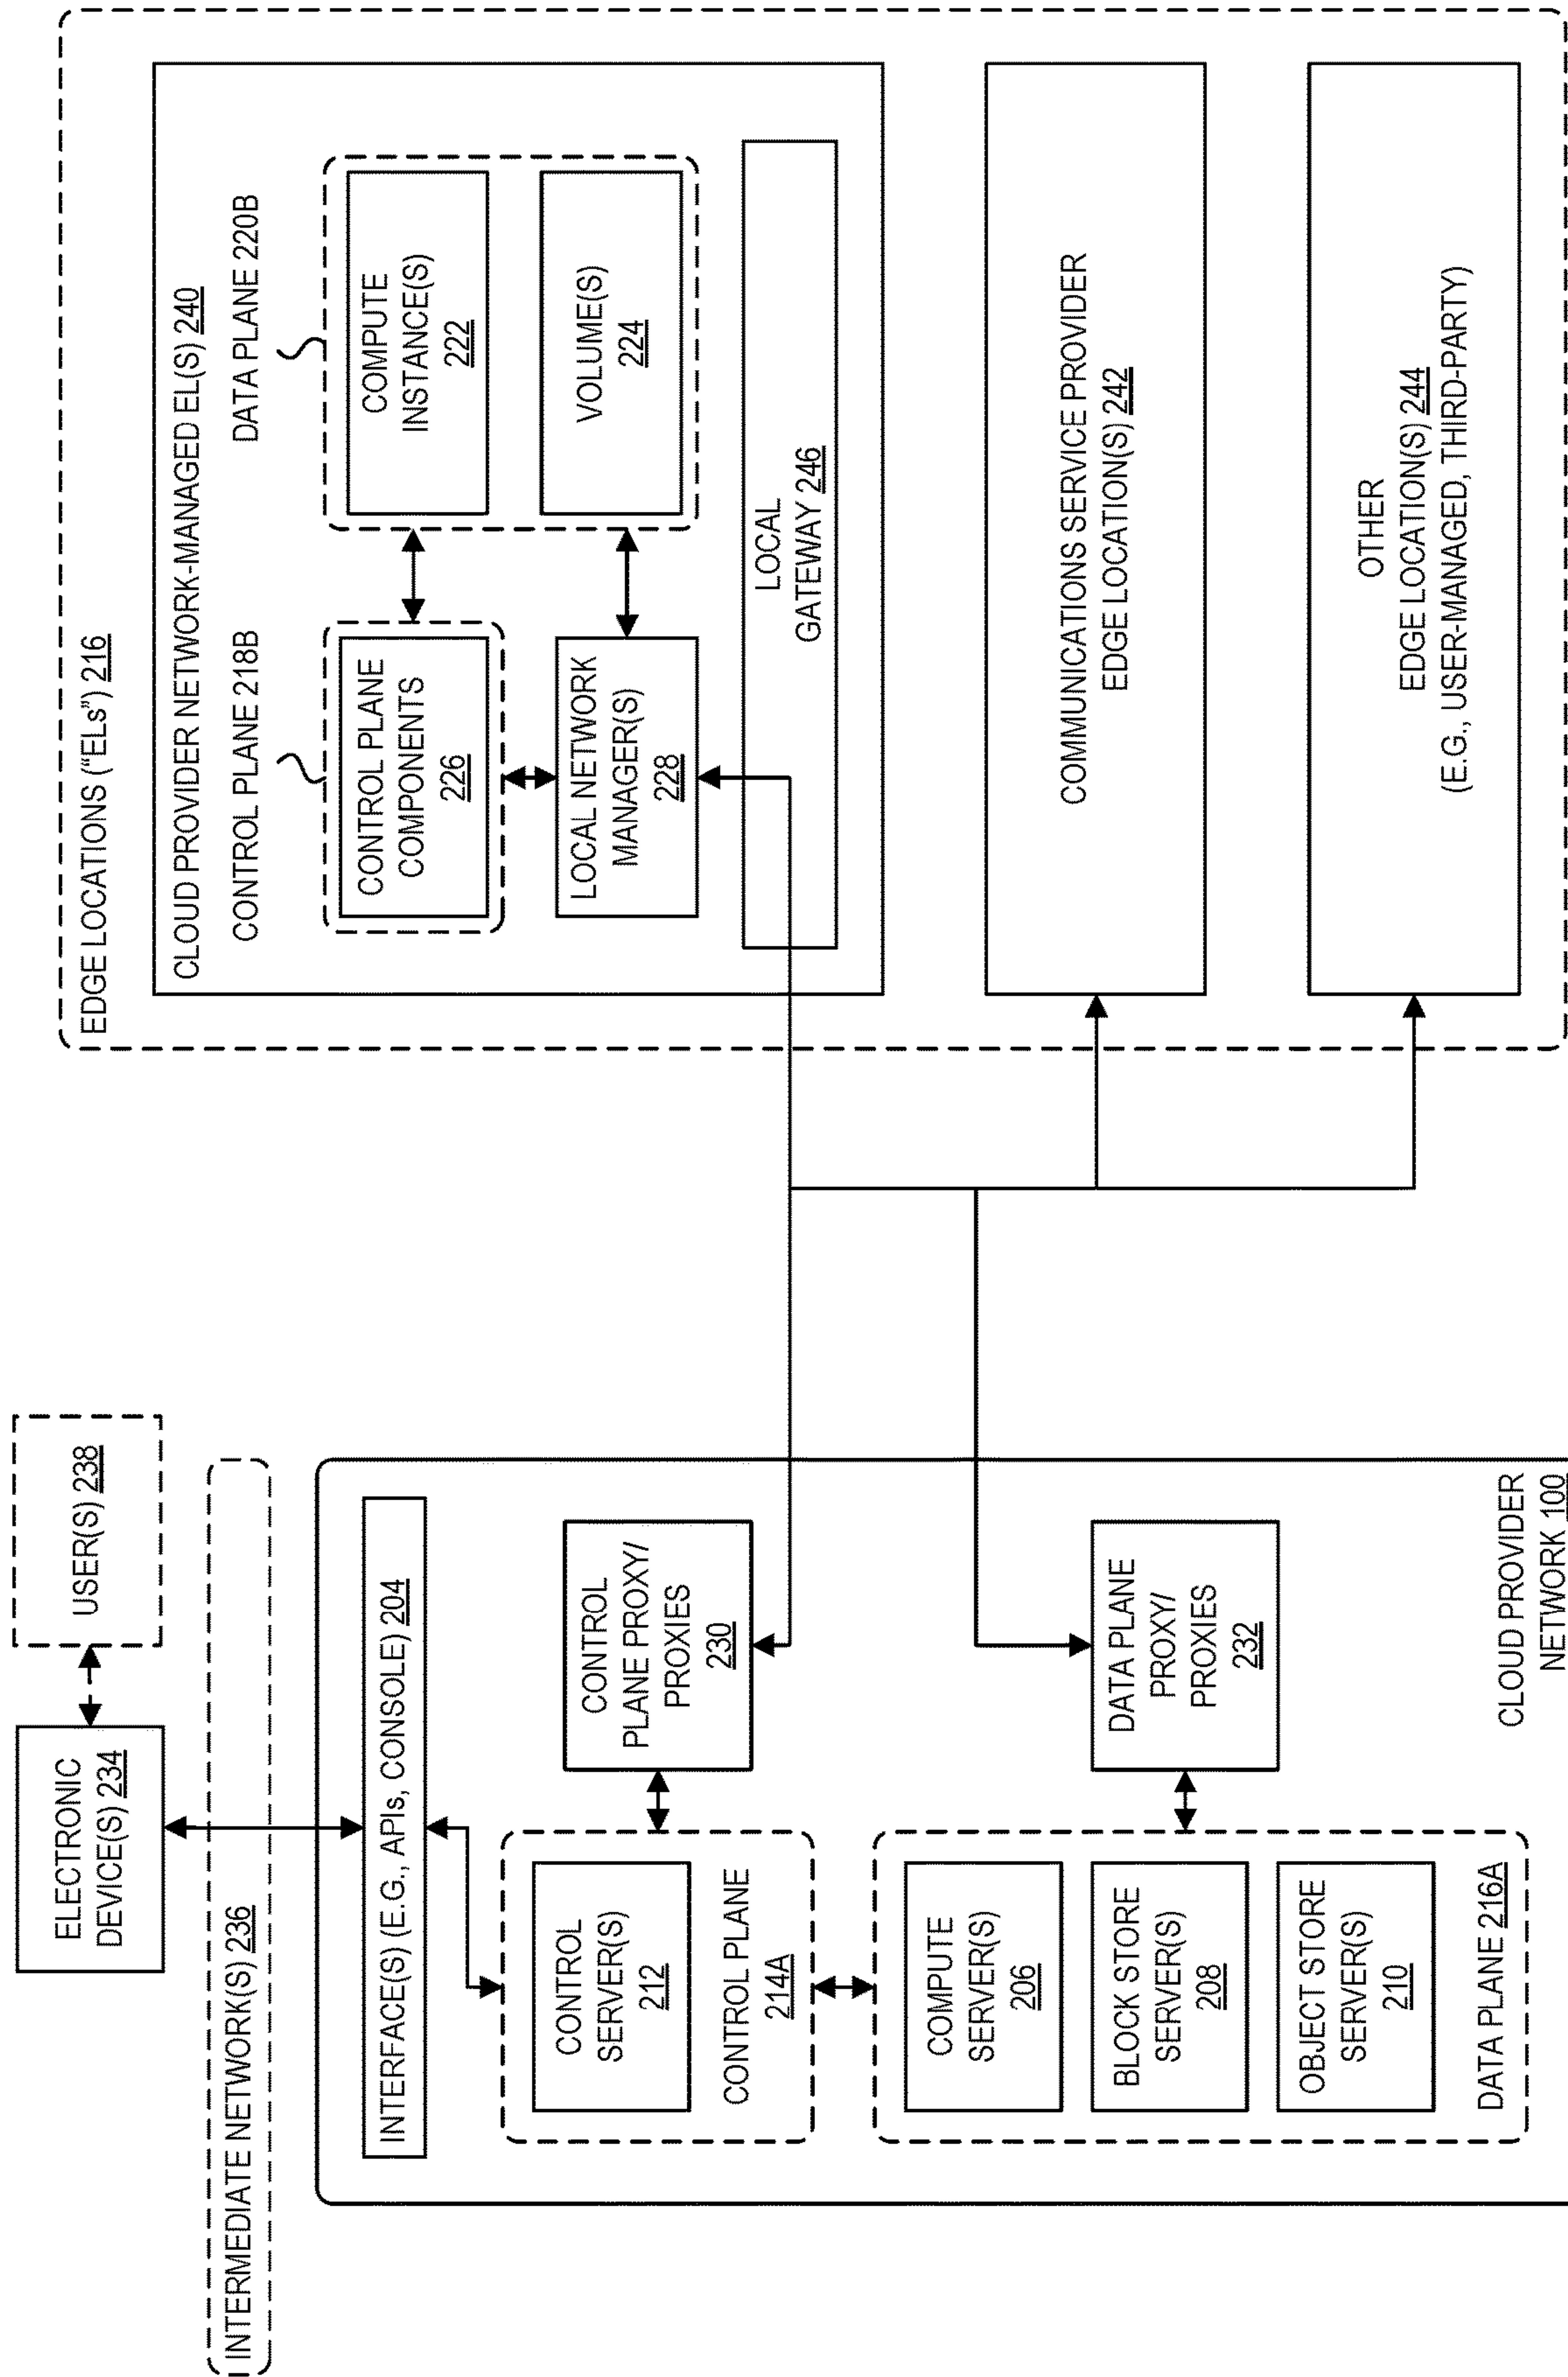 ELECTRONIC
DEVICE(S) 234
USER(S) 238
INTERMEDIATE NETWORK(S) 236
INTERFACE(S) (E.G., APIs, CONSOLE) 204
CONTROL
SERVER(S)
212
CONTROL PLANE
214A
CONTROL
PLANE PROXY/
PROXIES
230
COMPUTE
SERVER(S)
206
BLOCK STORE
SERVER(S)
208
OBJECT STORE
SERVER(S)
210
DATA PLANE 216A
DATA PLANE
PROXY/
PROXIES
232
CLOUD PROVIDER
NETWORK 100
EDGE LOCATIONS (“ELs”) 216
CLOUD PROVIDER NETWORK-MANAGED EL(S) 240
CONTROL PLANE 218B
DATA PLANE 220B
CONTROL PLANE
COMPONENTS
226
COMPUTE
INSTANCE(S)
222
LOCAL NETWORK
MANAGER(S)
228
VOLUME(S)
224
LOCAL
GATEWAY 246
COMMUNICATIONS SERVICE PROVIDER
EDGE LOCATION(S) 242
OTHER
EDGE LOCATION(S) 244
(E.G., USER-MANAGED, THIRD-PARTY)